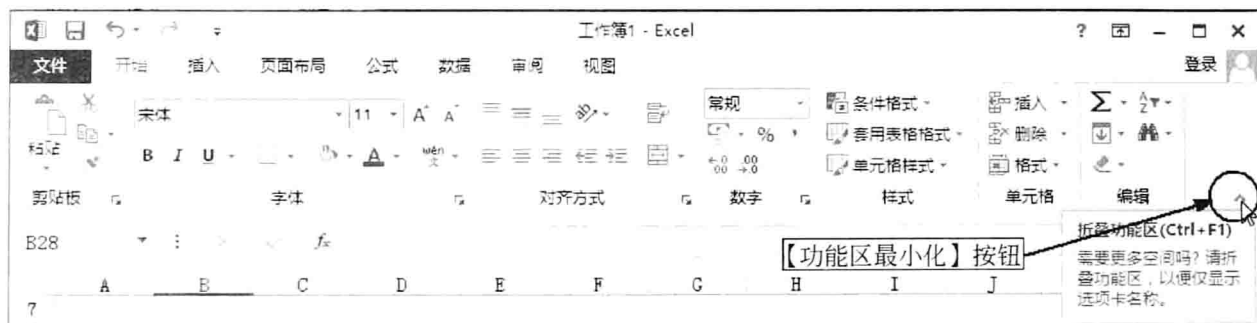 工作簿1 - Excel
?
文件 开始 插入 页面布局 公式 数据 审阅 视图 登录
宋体 11 A A 常规 条件格式 插入 Σ A Z
粘贴 % , 套用表格格式 删除
B I U A wén 文 .00 单元格样式 格式
剪贴板 字体 对齐方式 数字 样式 单元格 编辑
B28 fx
折叠功能区(Ctrl+F1)
【功能区最小化】按钮
需要更多空间吗? 请折
叠功能区，以便仅显示
选项卡名称。
A B C D E F G H I J
7